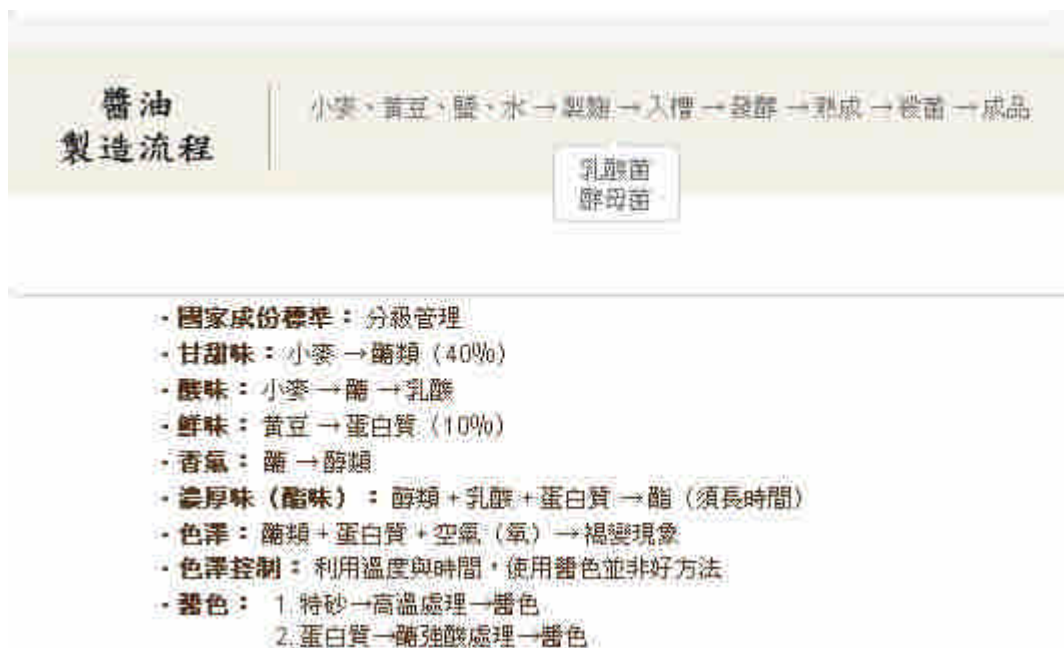 醬油
製造流程
小麥、黃豆、鹽、水→製麴→入槽→發酵→熟成→殺菌→成品
乳酸菌
酵母菌
·國家成份標準：分級管理
·甘甜味：小麥→醣類（40%）
·酸味：小麥→醣→乳酸
·鮮味：黃豆→蛋白質（10%）
·香氣：醣→醇類
·濃厚味（酯味）：醇類+乳酸+蛋白質→酯（須長時間）
·色澤：醣類+蛋白質+空氣（氧）→褐變現象
·色澤控制：利用溫度與時間，使用醬色並非好方法
·醬色： 1.特砂→高溫處理→醬色
2.蛋白質→醣強酸處理→醬色